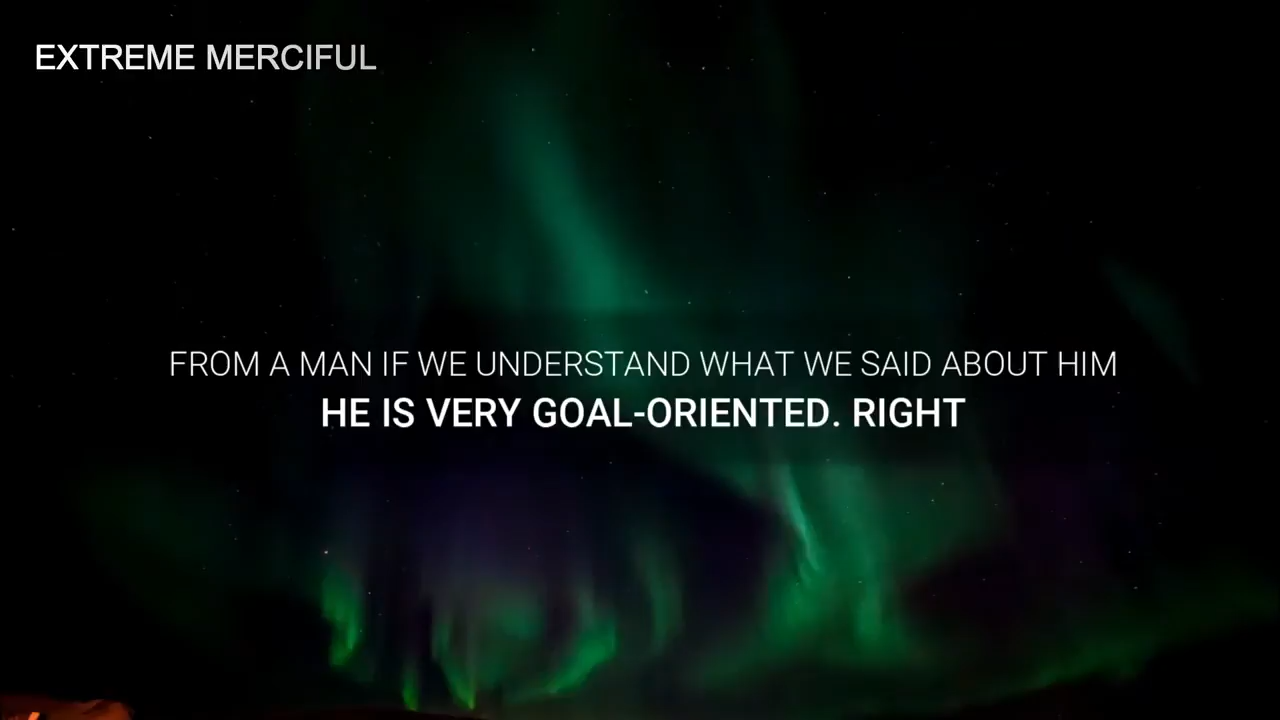 EXTREME MERCIFUL
FROM A MAN IF WE UNDERSTAND WHAT WE SAID ABOUT HIM
HE IS VERY GOAL-ORIENTED. RIGHT